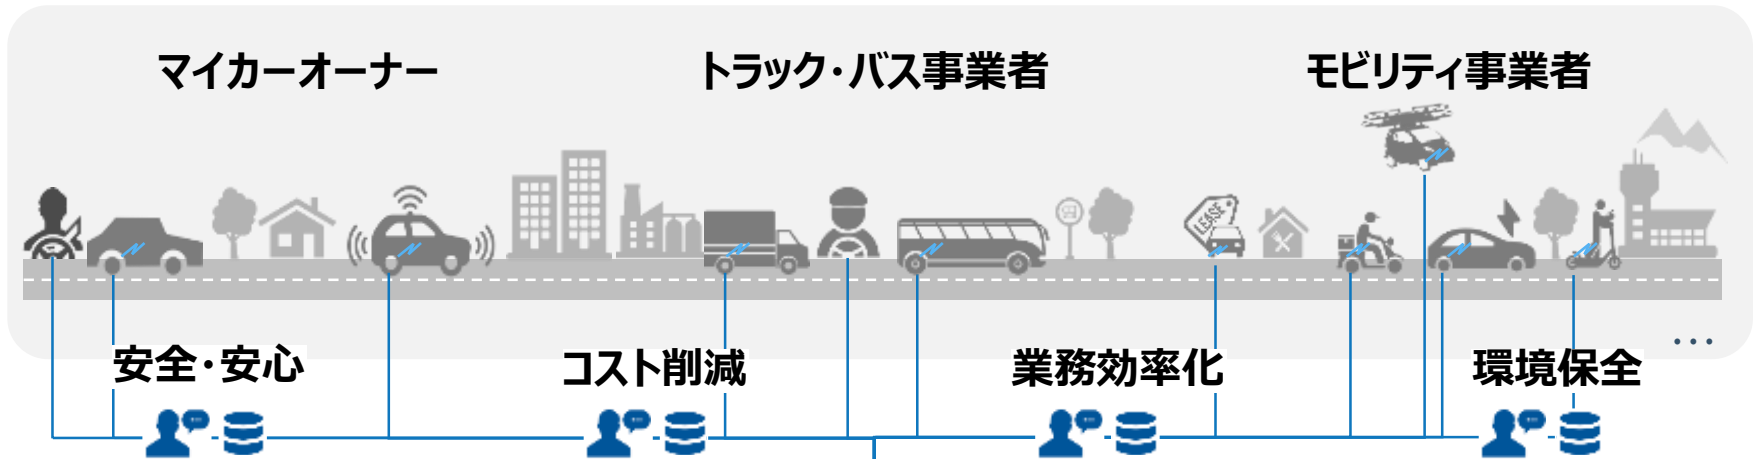 マイカーオーナー
トラック・バス事業者
モビリティ事業者
LEASE
…
安全・安心
コスト削減
業務効率化
環境保全